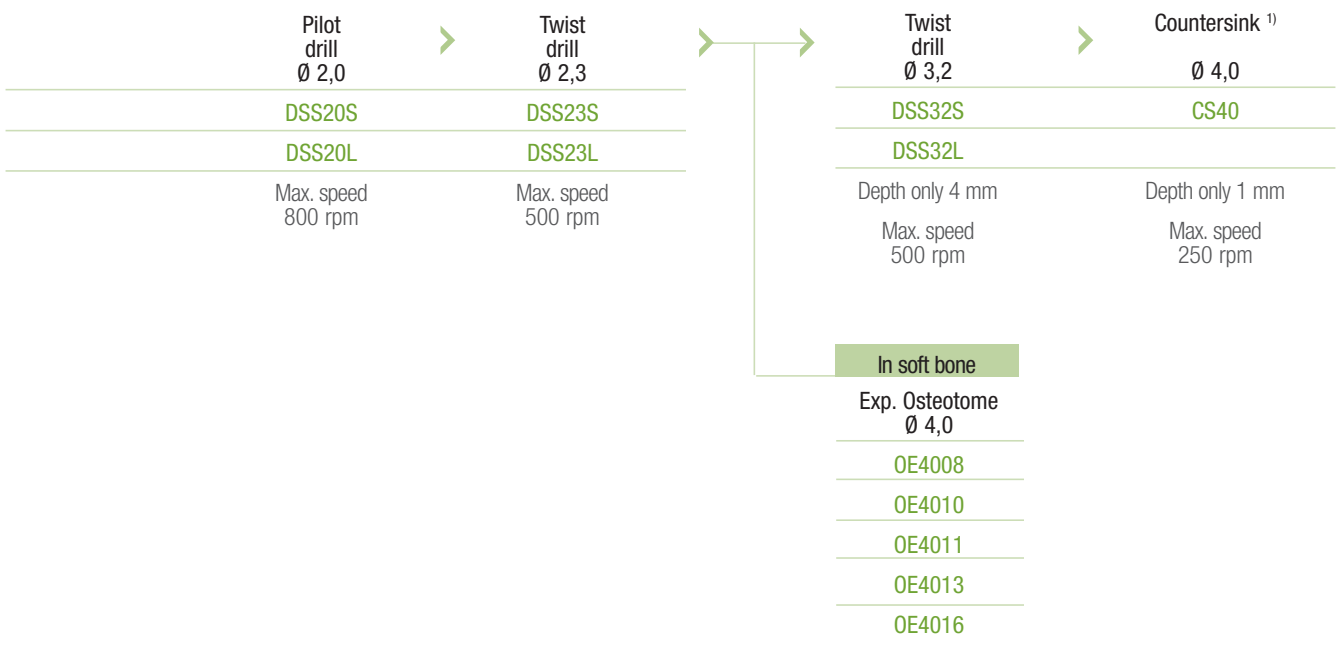 Pilot
drill
Ø 2,0
Twist
drill
Ø 2,3
Twist
drill
Ø 3,2
Countersink 1)
Ø 4,0
DSS20S
DSS23S
DSS32S
CS40
DSS20L
DSS23L
DSS32L
Max. speed
800 rpm
Max. speed
500 rpm
Depth only 4 mm
Max. speed
500 rpm
Depth only 1 mm
Max. speed
250 rpm
In soft bone
Exp. Osteotome
Ø 4,0
OE4008
OE4010
OE4011
OE4013
OE4016